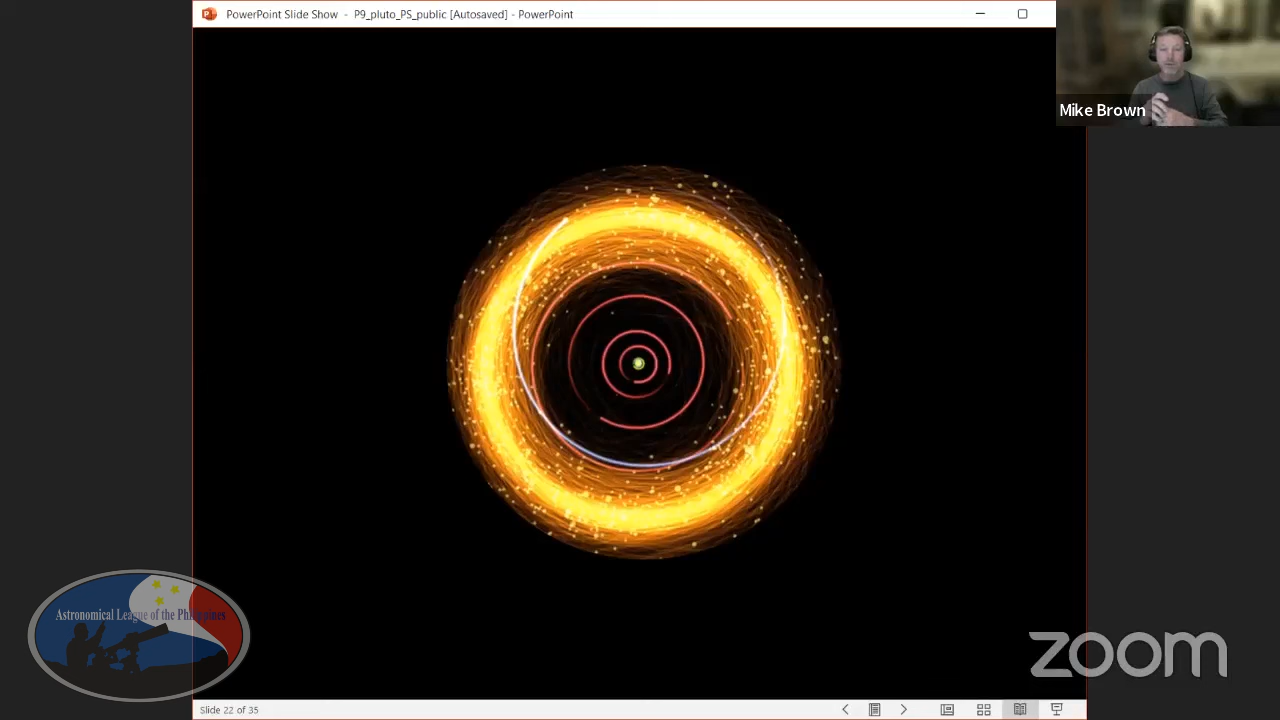 PowerPoint Slide Show - P9_pluto_PS_public [Autosaved] - PowerPoint
Mike Brown
Astronomical League of the Philippines
zoom
Slide 22 of 35